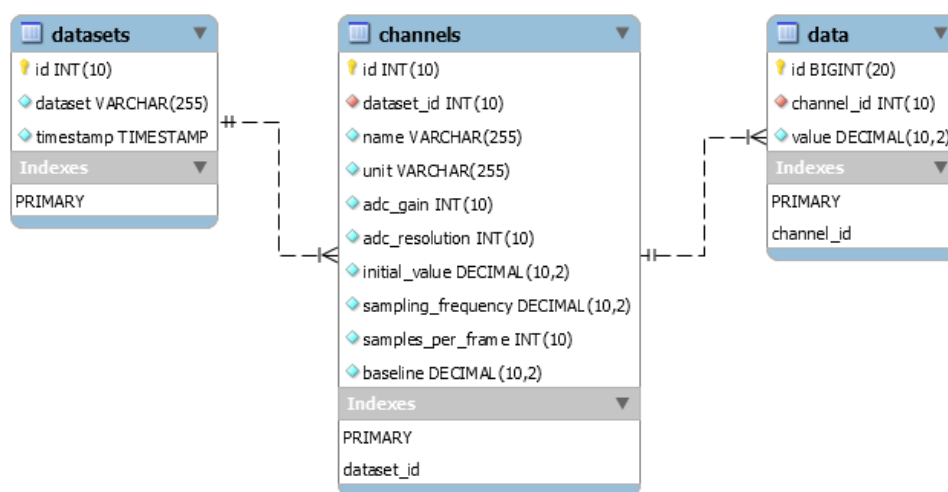 datasets
id INT(10)
dataset VARCHAR(255)
timestamp TIMESTAMP
Indexes
PRIMARY
channels
id INT(10)
dataset_id INT(10)
name VARCHAR(255)
unit VARCHAR(255)
adc_gain INT(10)
adc_resolution INT(10)
initial_value DECIMAL(10,2)
sampling_frequency DECIMAL(10,2)
samples_per_frame INT(10)
baseline DECIMAL(10,2)
Indexes
PRIMARY
dataset_id
data
id BIGINT(20)
channel_id INT(10)
value DECIMAL(10,2)
Indexes
PRIMARY
channel_id